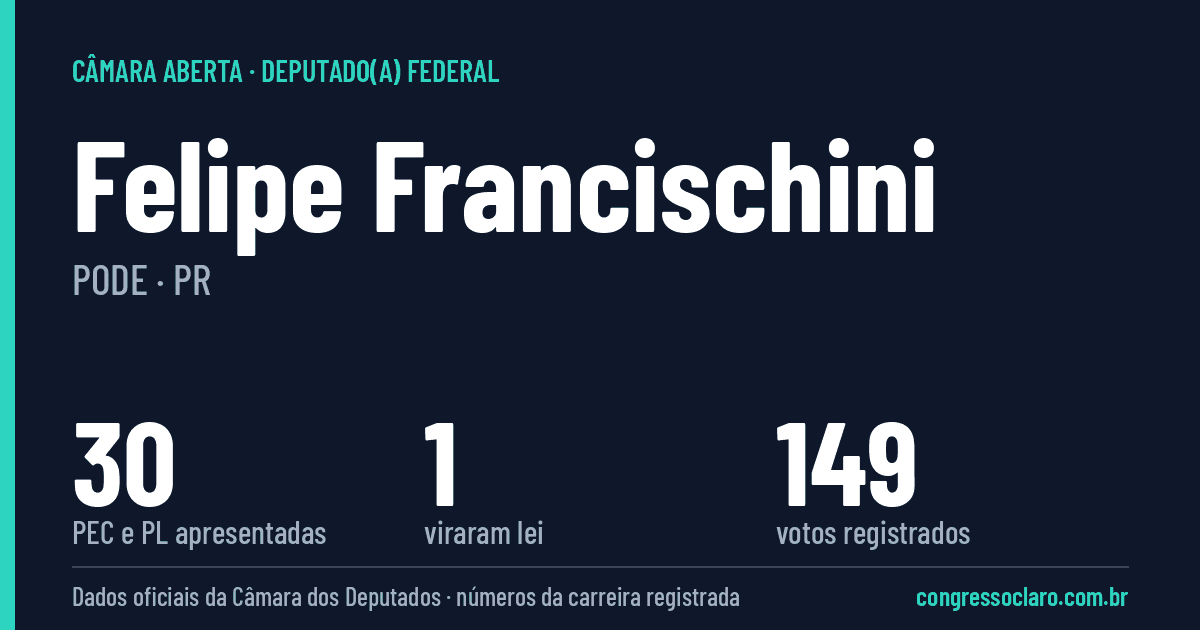 CÂMARA ABERTA · DEPUTADO(A) FEDERAL
Felipe Francischini
PODE · PR
30 1 149
PEC e PL apresentadas viraram lei votos registrados
Dados oficiais da Câmara dos Deputados · números da carreira registrada congressoclaro.com.br